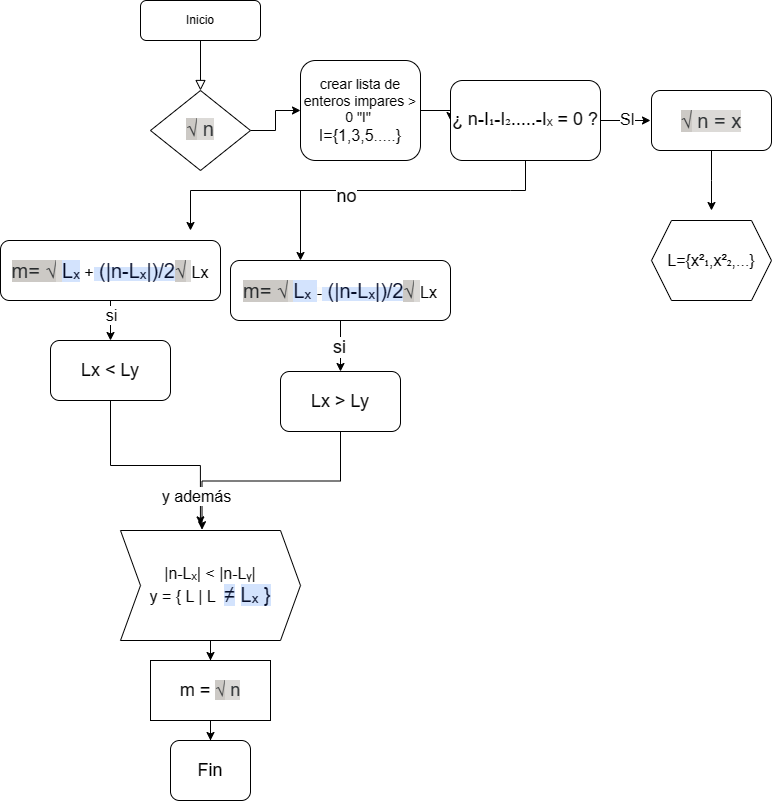 Inicio
√ n
crear lista de
enteros impares >
0 "I"
I={1,3,5.....}
¿ n-I₁-I₂.....-Iₓ = 0 ?
SI
√ n = x
no
L={x²₁,x²₂,...}
m= √ Lₓ + (|n-Lₓ|)/2√ Lx
m= √ Lₓ - (|n-Lₓ|)/2√ Lx
si
si
Lx < Ly
Lx > Ly
y además
|n-Lₓ| < |n-Lᵧ|
y = { L | L ≠ Lₓ }
m = √ n
Fin